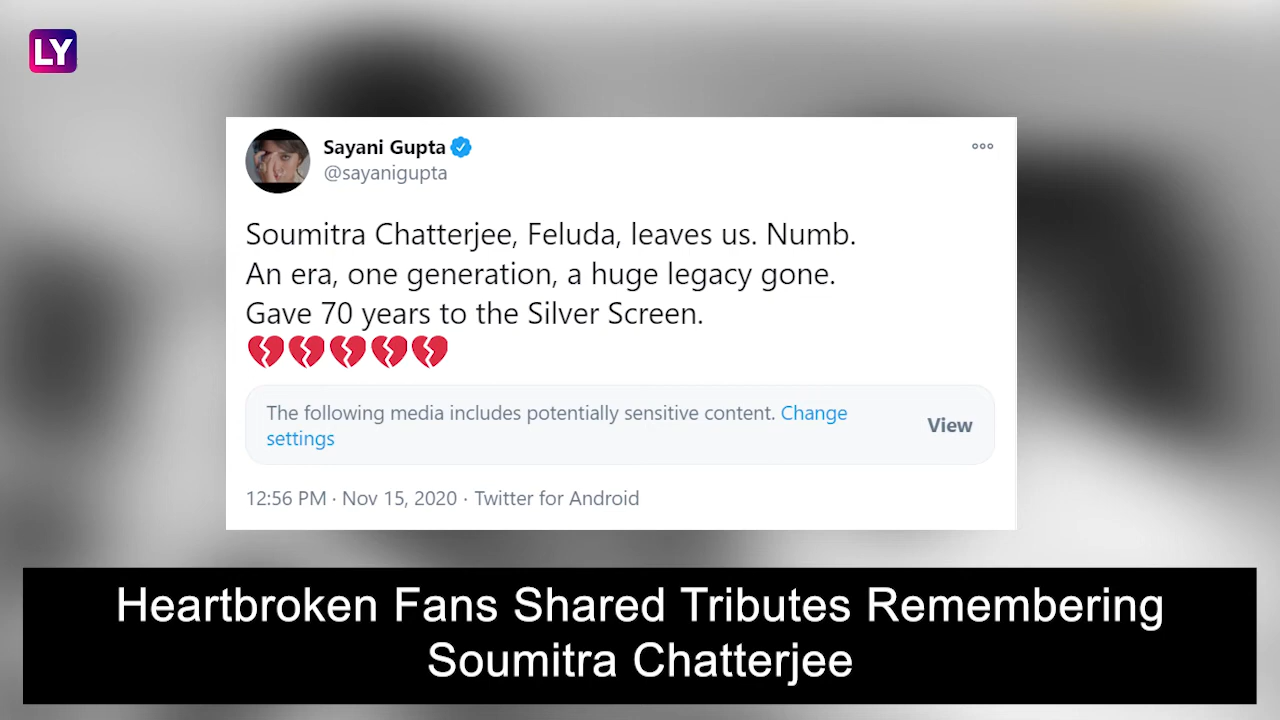 LY
Sayani Gupta
@sayanigupta
Soumitra Chatterjee, Feluda, leaves us. Numb.
An era, one generation, a huge legacy gone.
Gave 70 years to the Silver Screen.
💔💔💔💔💔
The following media includes potentially sensitive content. Change
settings
View
12:56 PM · Nov 15, 2020 · Twitter for Android
Heartbroken Fans Shared Tributes Remembering
Soumitra Chatterjee